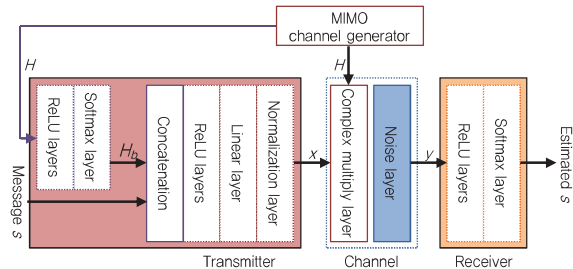 MIMO
channel generator
H
H
ReLU layers
Softmax layer
H_b
Concatenation
ReLU layers
Linear layer
Normalization layer
x
Complex multiply layer
Noise layer
y
ReLU layers
Softmax layer
Message s
Estimated s
Transmitter
Channel
Receiver